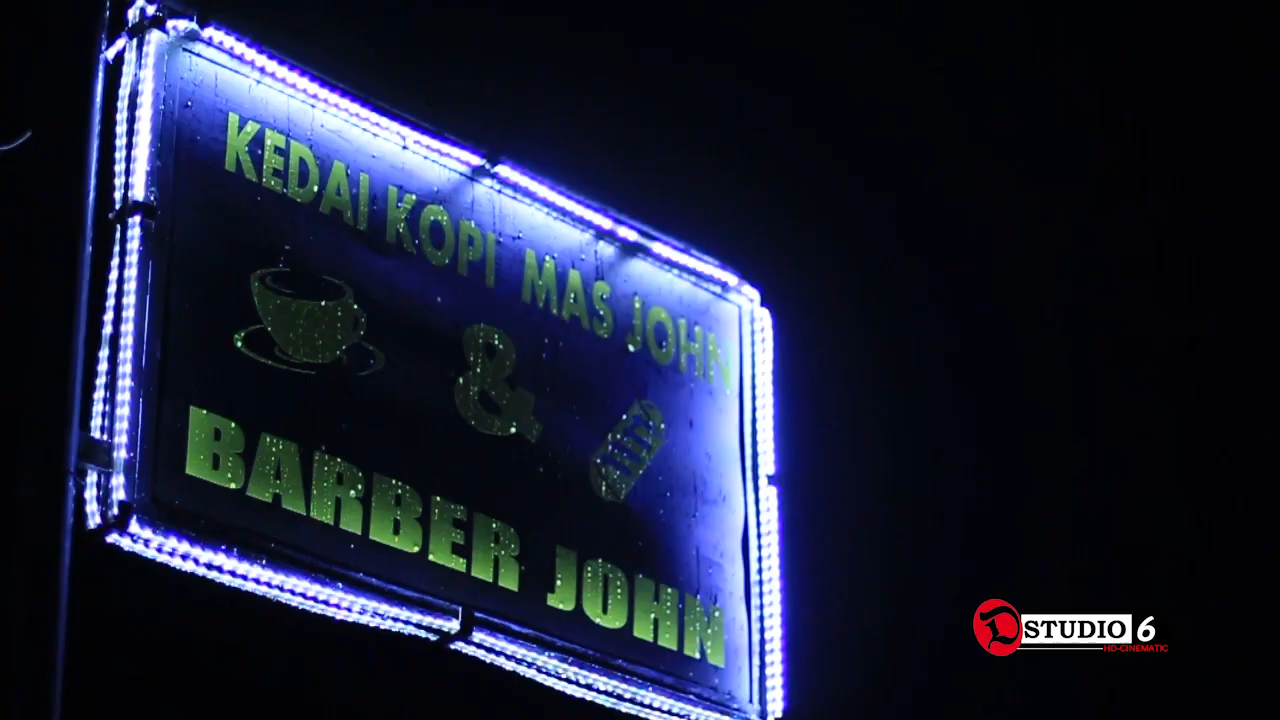 KEDAI KOPI MAS JOHN
&
BARBER JOHN
STUDIO 6
HD-CINEMATIC